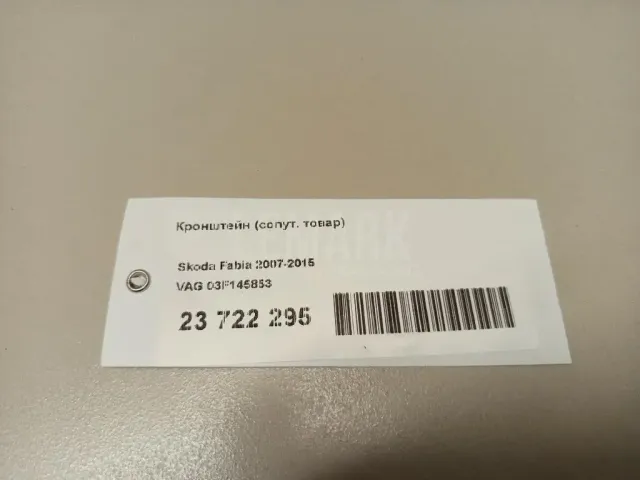 Кронштейн (сопут. товар)
Skoda Fabia 2007-2015
VAG 03F145853
23 722 295